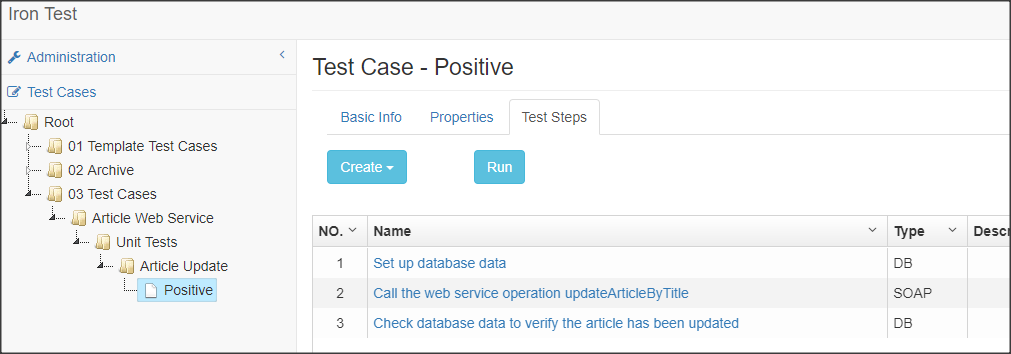 Iron Test
Administration
Test Cases
Root
01 Template Test Cases
02 Archive
03 Test Cases
Article Web Service
Unit Tests
Article Update
Positive
Test Case - Positive
Basic Info Properties Test Steps
Create Run
NO. Name Type Descr
1 Set up database data DB
2 Call the web service operation updateArticleByTitle SOAP
3 Check database data to verify the article has been updated DB